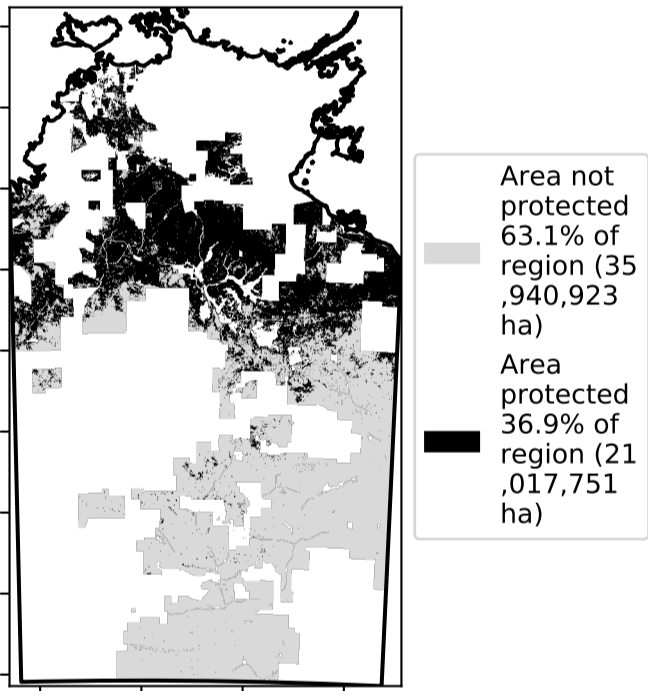 Area not
protected
63.1% of
region (35
,940,923
ha)
Area
protected
36.9% of
region (21
,017,751
ha)